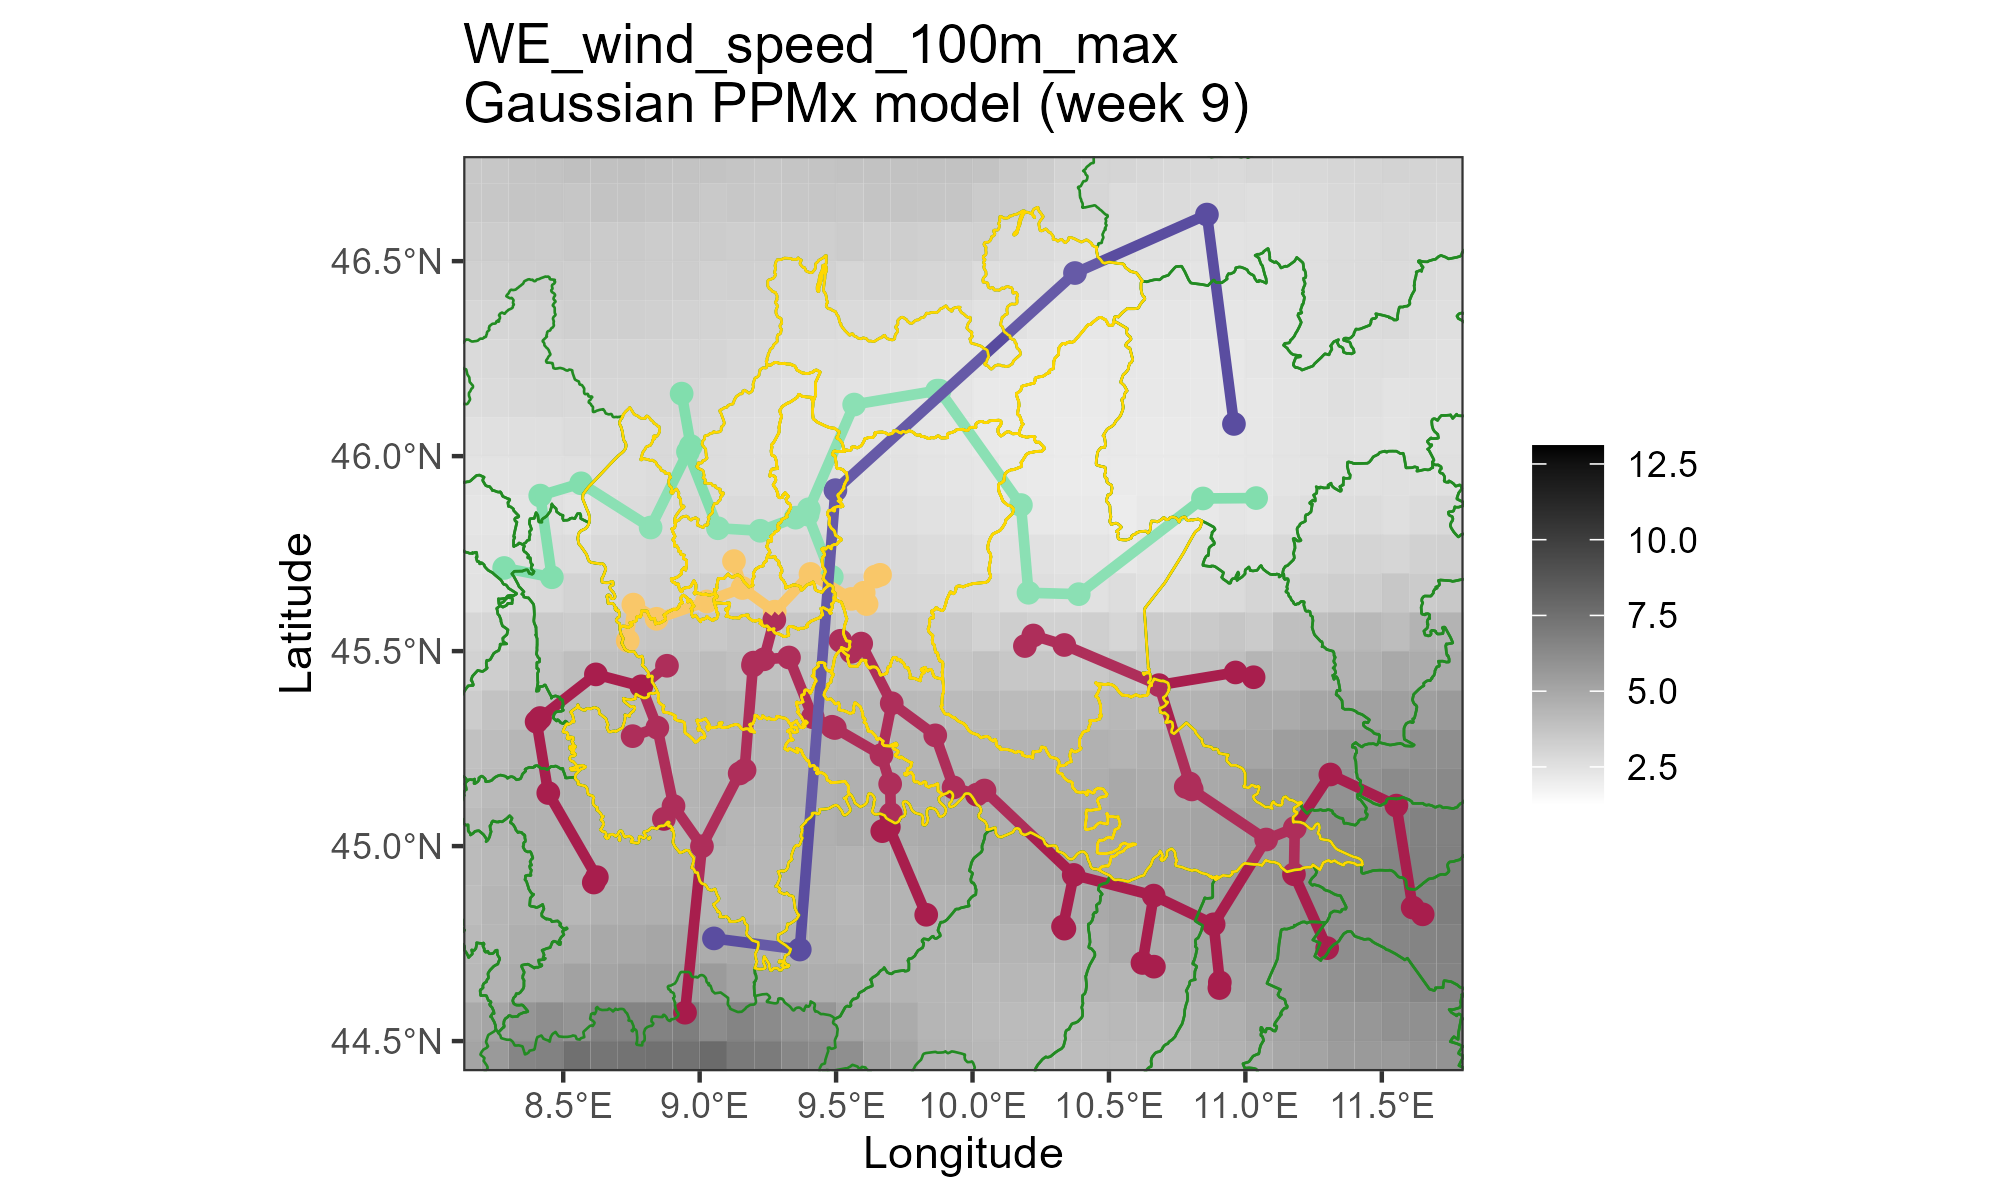 WE_wind_speed_100m_max
Gaussian PPMx model (week 9)
46.5°N
46.0°N
45.5°N
45.0°N
44.5°N
Latitude
8.5°E
9.0°E
9.5°E
10.0°E
10.5°E
11.0°E
11.5°E
Longitude
12.5
10.0
7.5
5.0
2.5